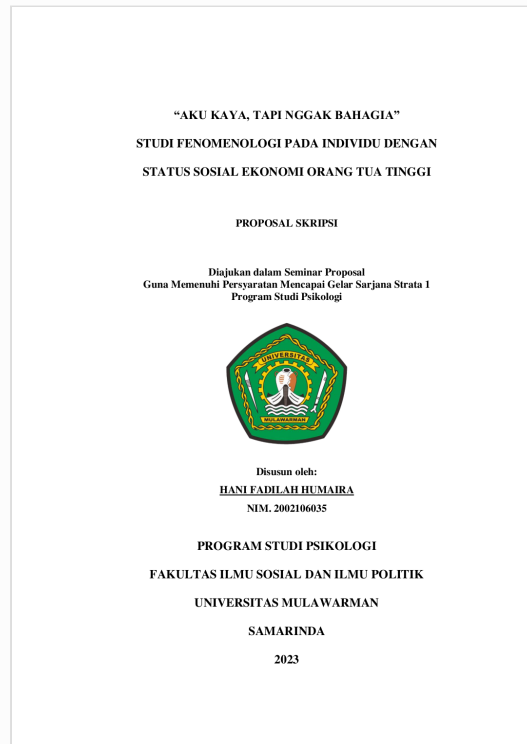 “AKU KAYA, TAPI NGGAK BAHAGIA”
STUDI FENOMENOLOGI PADA INDIVIDU DENGAN
STATUS SOSIAL EKONOMI ORANG TUA TINGGI
PROPOSAL SKRIPSI
Diajukan dalam Seminar Proposal
Guna Memenuhi Persyaratan Mencapai Gelar Sarjana Strata 1
Program Studi Psikologi
UNIVERSITAS
MULAWARMAN
Disusun oleh:
HANI FADILAH HUMAIRA
NIM. 2002106035
PROGRAM STUDI PSIKOLOGI
FAKULTAS ILMU SOSIAL DAN ILMU POLITIK
UNIVERSITAS MULAWARMAN
SAMARINDA
2023